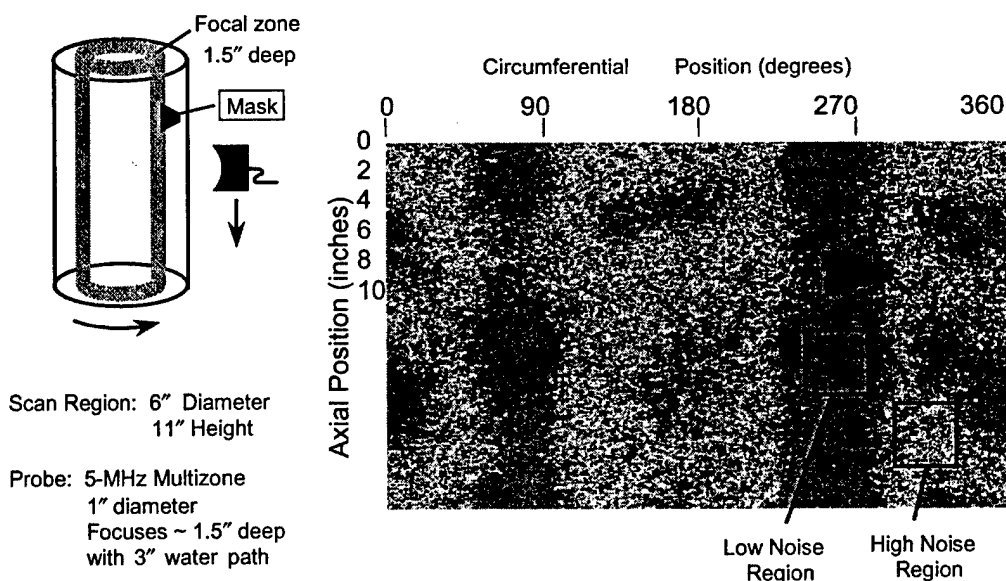 Focal zone
1.5″ deep
Mask
Scan Region: 6″ Diameter
11″ Height
Probe: 5-MHz Multizone
1″ diameter
Focuses ~ 1.5″ deep
with 3″ water path
Circumferential Position (degrees)
0 90 180 270 360
Axial Position (inches)
0
2
4
6
8
10
Low Noise
Region
High Noise
Region